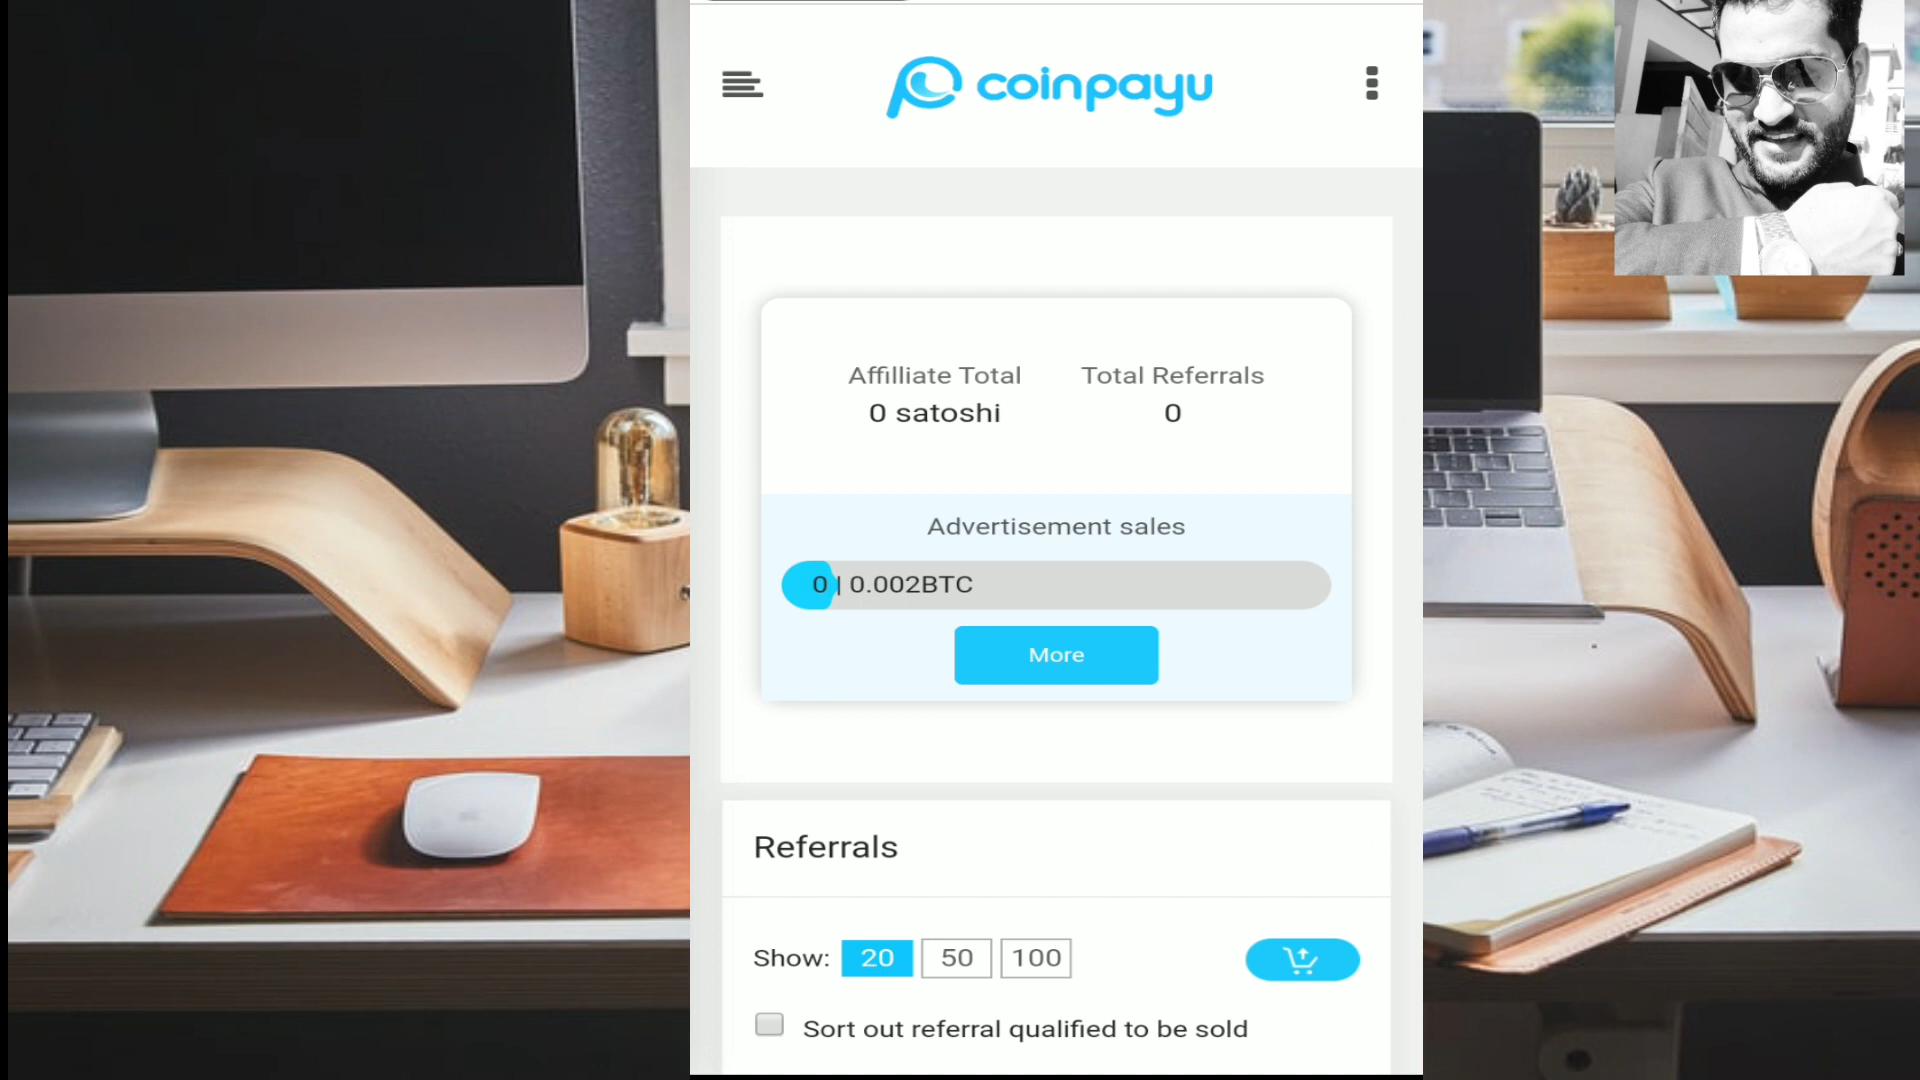 coinpayu
Affilliate Total
Total Referrals
0 satoshi
0
Advertisement sales
0 | 0.002BTC
More
Referrals
Show: 20 50 100
Sort out referral qualified to be sold